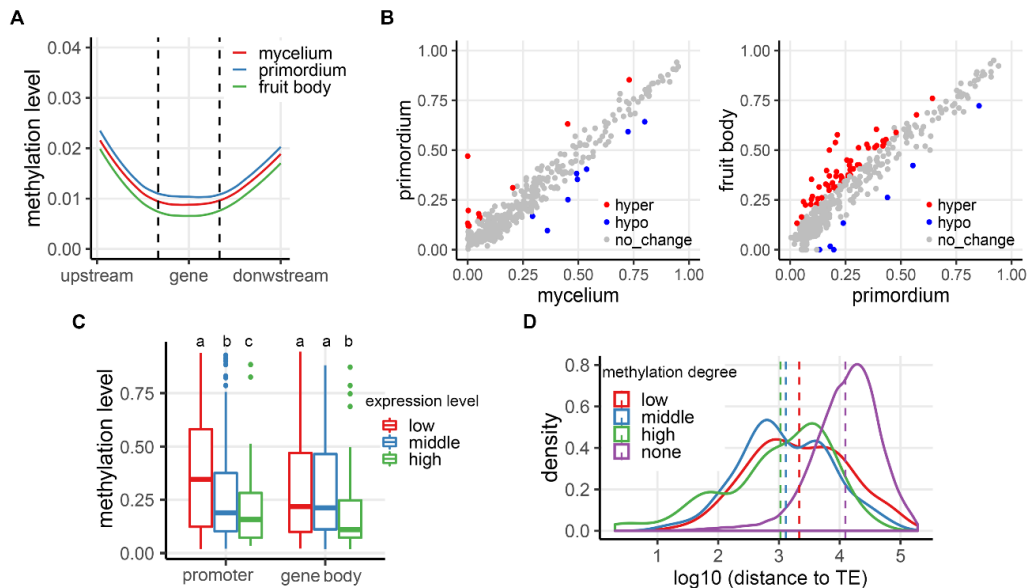 A
0.04
0.03
0.02
0.01
0.00
methylation level
mycelium
primordium
fruit body
upstream
gene
donwstream
B
1.00
0.75
0.50
0.25
0.00
primordium
hyper
hypo
no_change
0.00
0.25
0.50
0.75
1.00
mycelium
1.00
0.75
0.50
0.25
0.00
fruit body
hyper
hypo
no_change
0.00
0.25
0.50
0.75
1.00
primordium
C
a b c a a b
0.75
0.50
0.25
0.00
methylation level
promoter
gene body
expression level
low
middle
high
D
0.8
0.6
0.4
0.2
0.0
density
methylation degree
low
middle
high
none
1 2 3 4 5
log10 (distance to TE)